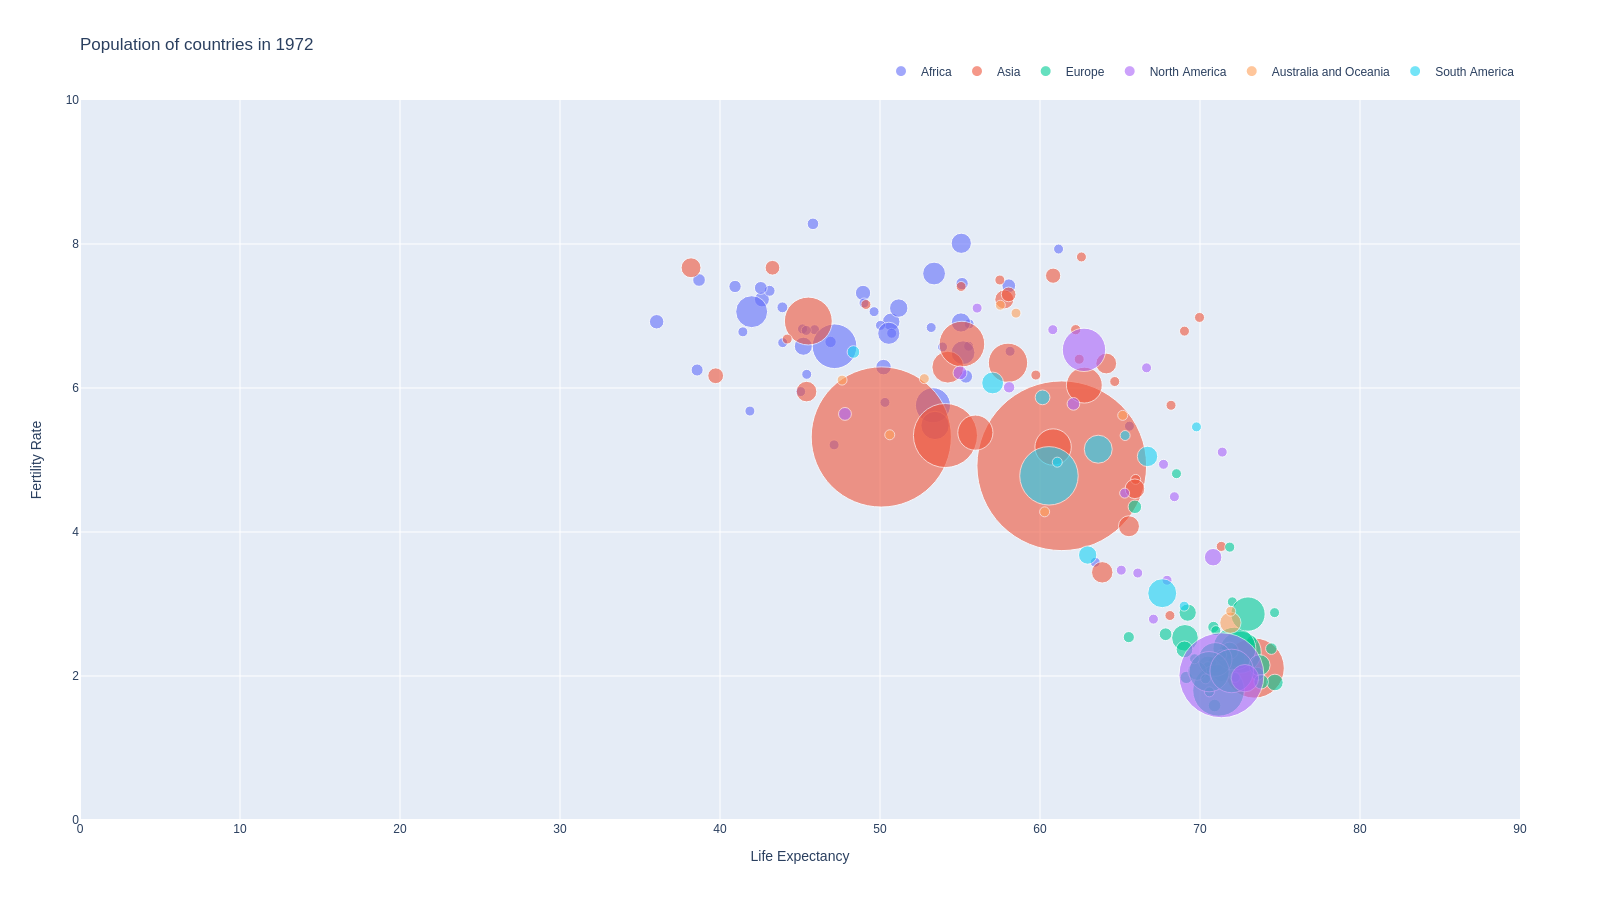 Population of countries in 1972
Africa Asia Europe North America Australia and Oceania South America
10
8
6
4
2
0
Fertility Rate
0 10 20 30 40 50 60 70 80 90
Life Expectancy